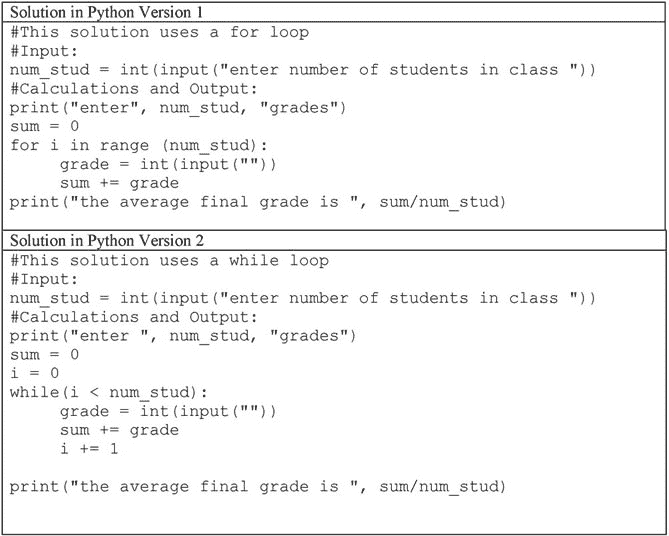 Solution in Python Version 1
#This solution uses a for loop
#Input:
num_stud = int(input("enter number of students in class "))
#Calculations and Output:
print("enter", num_stud, "grades")
sum = 0
for i in range (num_stud):
     grade = int(input(""))
     sum += grade
print("the average final grade is ", sum/num_stud)
Solution in Python Version 2
#This solution uses a while loop
#Input:
num_stud = int(input("enter number of students in class "))
#Calculations and Output:
print("enter ", num_stud, "grades")
sum = 0
i = 0
while(i < num_stud):
     grade = int(input(""))
     sum += grade
     i += 1
print("the average final grade is ", sum/num_stud)